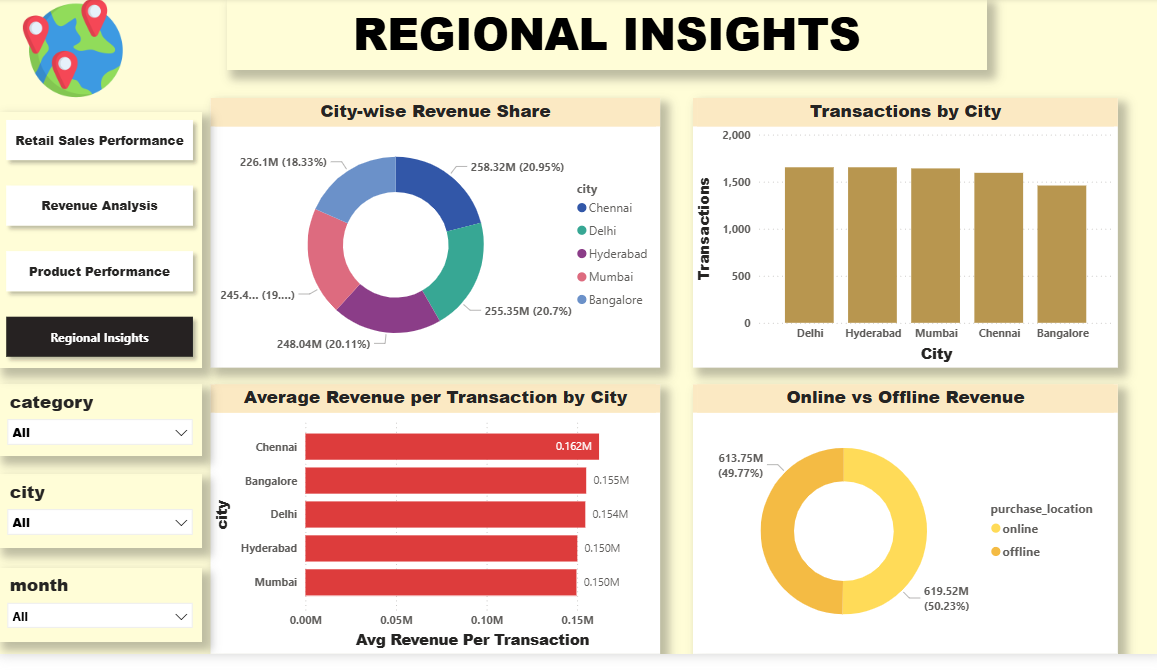 REGIONAL INSIGHTS
Retail Sales Performance
Revenue Analysis
Product Performance
Regional Insights
category
All
city
All
month
All
City-wise Revenue Share
226.1M (18.33%)
258.32M (20.95%)
245.4... (19....)
255.35M (20.7%)
248.04M (20.11%)
city
Chennai
Delhi
Hyderabad
Mumbai
Bangalore
Transactions by City
Transactions
2,000
1,500
1,000
500
0
Delhi
Hyderabad
Mumbai
Chennai
Bangalore
City
Average Revenue per Transaction by City
city
Chennai
0.162M
Bangalore
0.155M
Delhi
0.154M
Hyderabad
0.150M
Mumbai
0.150M
0.00M
0.05M
0.10M
0.15M
Avg Revenue Per Transaction
Online vs Offline Revenue
613.75M
(49.77%)
619.52M
(50.23%)
purchase_location
online
offline